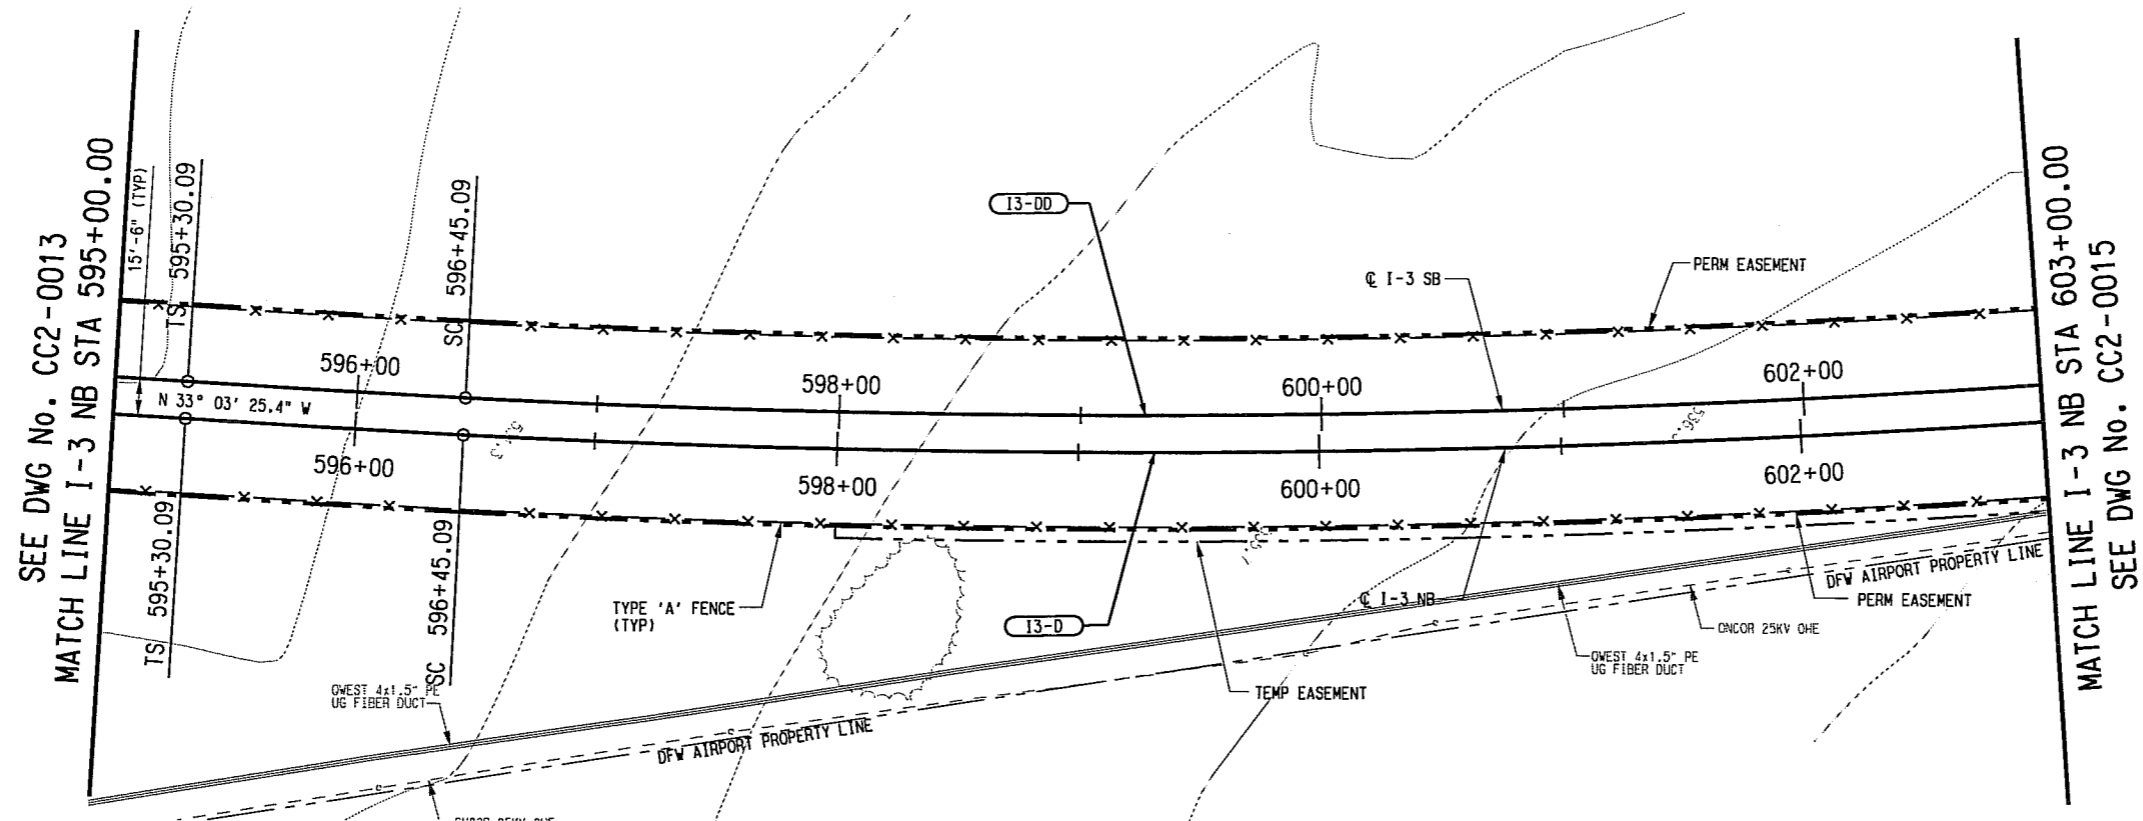 SEE DWG No. CC2-0013
MATCH LINE I-3 NB STA 595+00.00
15'-6" (TYP)
TS 595+30.09
SC 596+45.09
I3-DD
℄ I-3 SB
PERM EASEMENT
596+00
598+00
600+00
602+00
N 33° 03' 25.4" W
596+00
598+00
600+00
602+00
TS 595+30.09
SC 596+45.09
TYPE 'A' FENCE
(TYP)
I3-D
℄ I-3 NB
TEMP EASEMENT
DFW AIRPORT PROPERTY LINE
PERM EASEMENT
ONCOR 25KV OHE
QWEST 4x1.5" PE
UG FIBER DUCT
QWEST 4x1.5" PE
UG FIBER DUCT
DFW AIRPORT PROPERTY LINE
MATCH LINE I-3 NB STA 603+00.00
SEE DWG No. CC2-0015